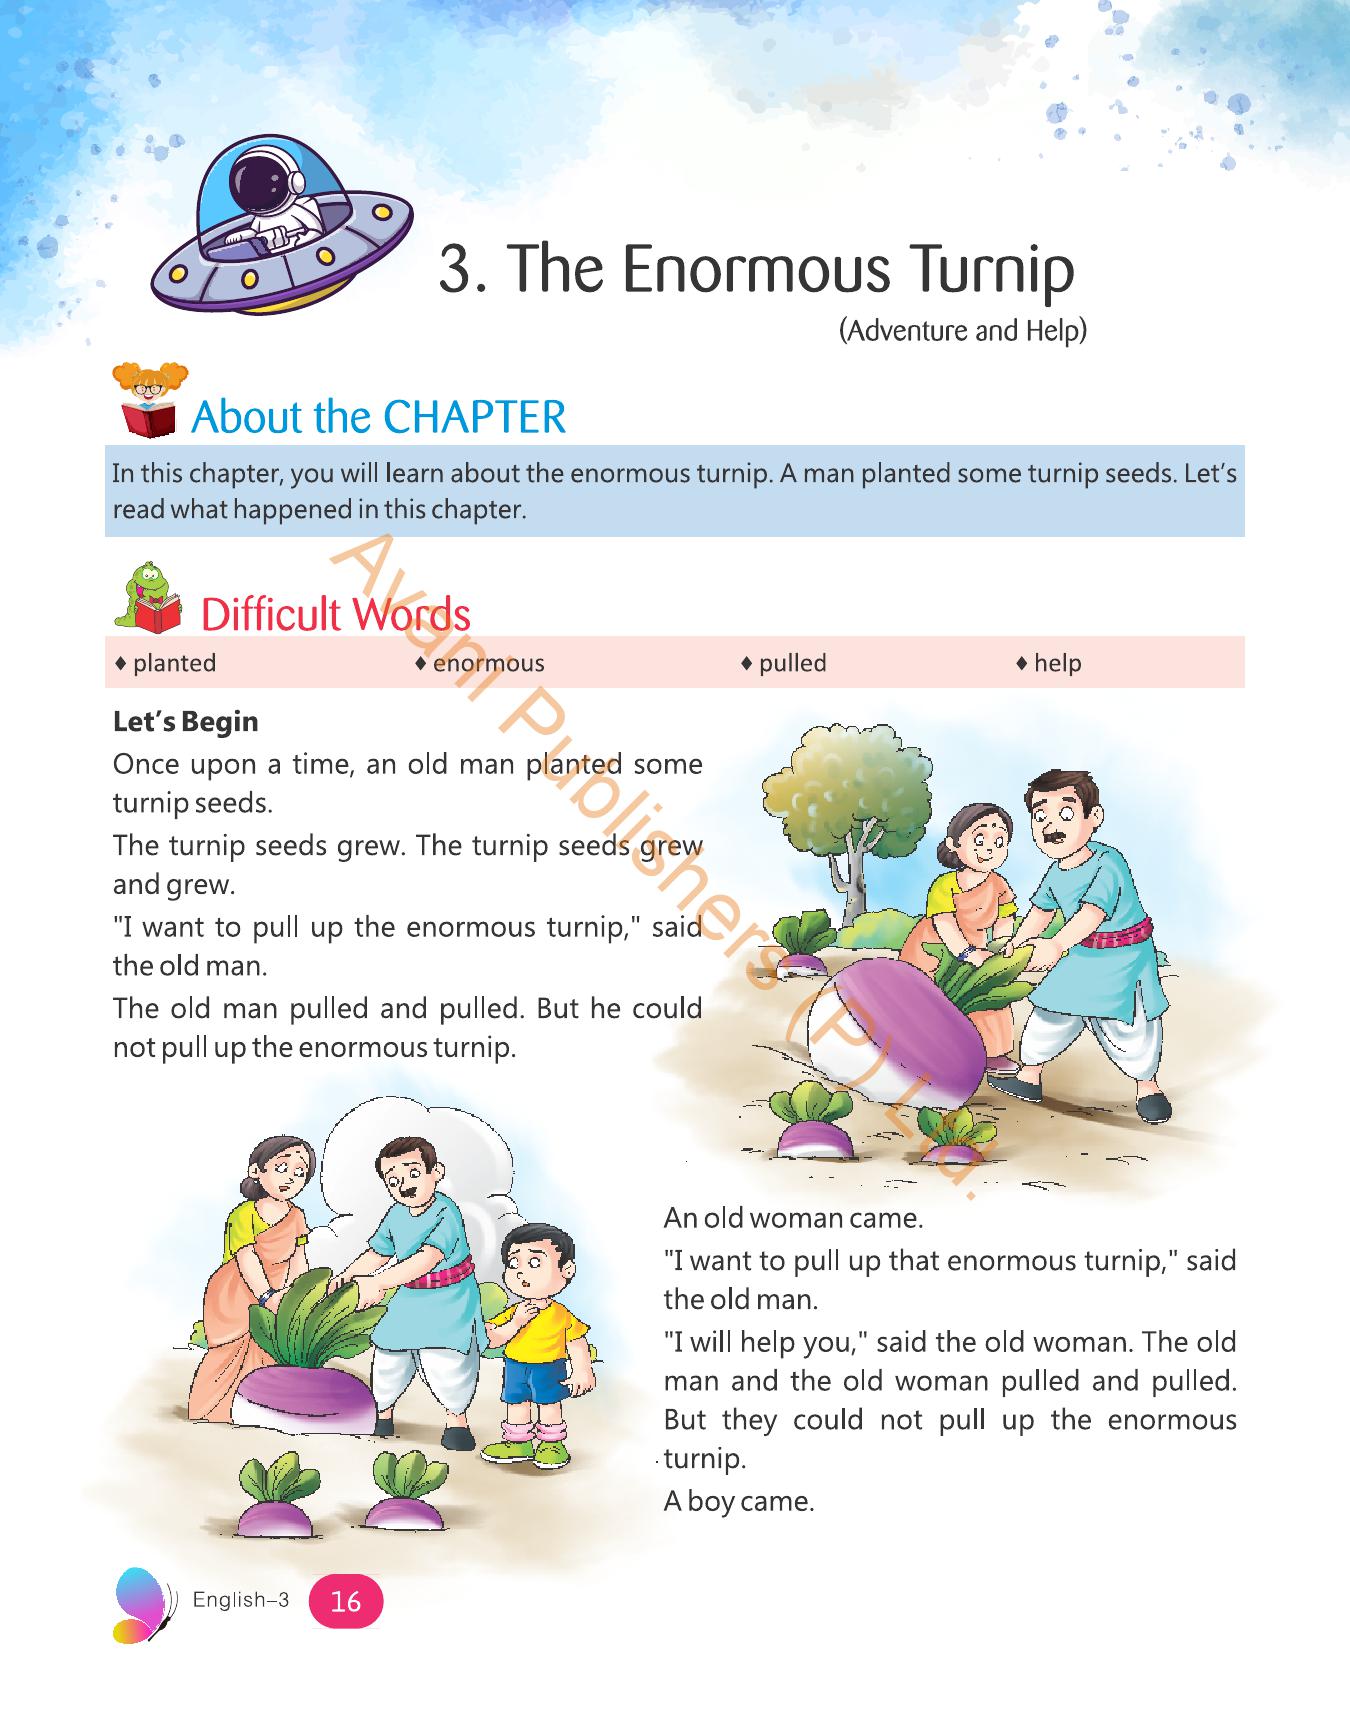 3. The Enormous Turnip
(Adventure and Help)
About the CHAPTER
In this chapter, you will learn about the enormous turnip. A man planted some turnip seeds. Let's
read what happened in this chapter.
Difficult Words
♦ planted ♦ enormous ♦ pulled ♦ help
Let's Begin
Once upon a time, an old man planted some
turnip seeds.
The turnip seeds grew. The turnip seeds grew
and grew.
"I want to pull up the enormous turnip," said
the old man.
The old man pulled and pulled. But he could
not pull up the enormous turnip.
An old woman came.
"I want to pull up that enormous turnip," said
the old man.
"I will help you," said the old woman. The old
man and the old woman pulled and pulled.
But they could not pull up the enormous
turnip.
A boy came.
English–3 16
Avani Publishers (P) Ltd.